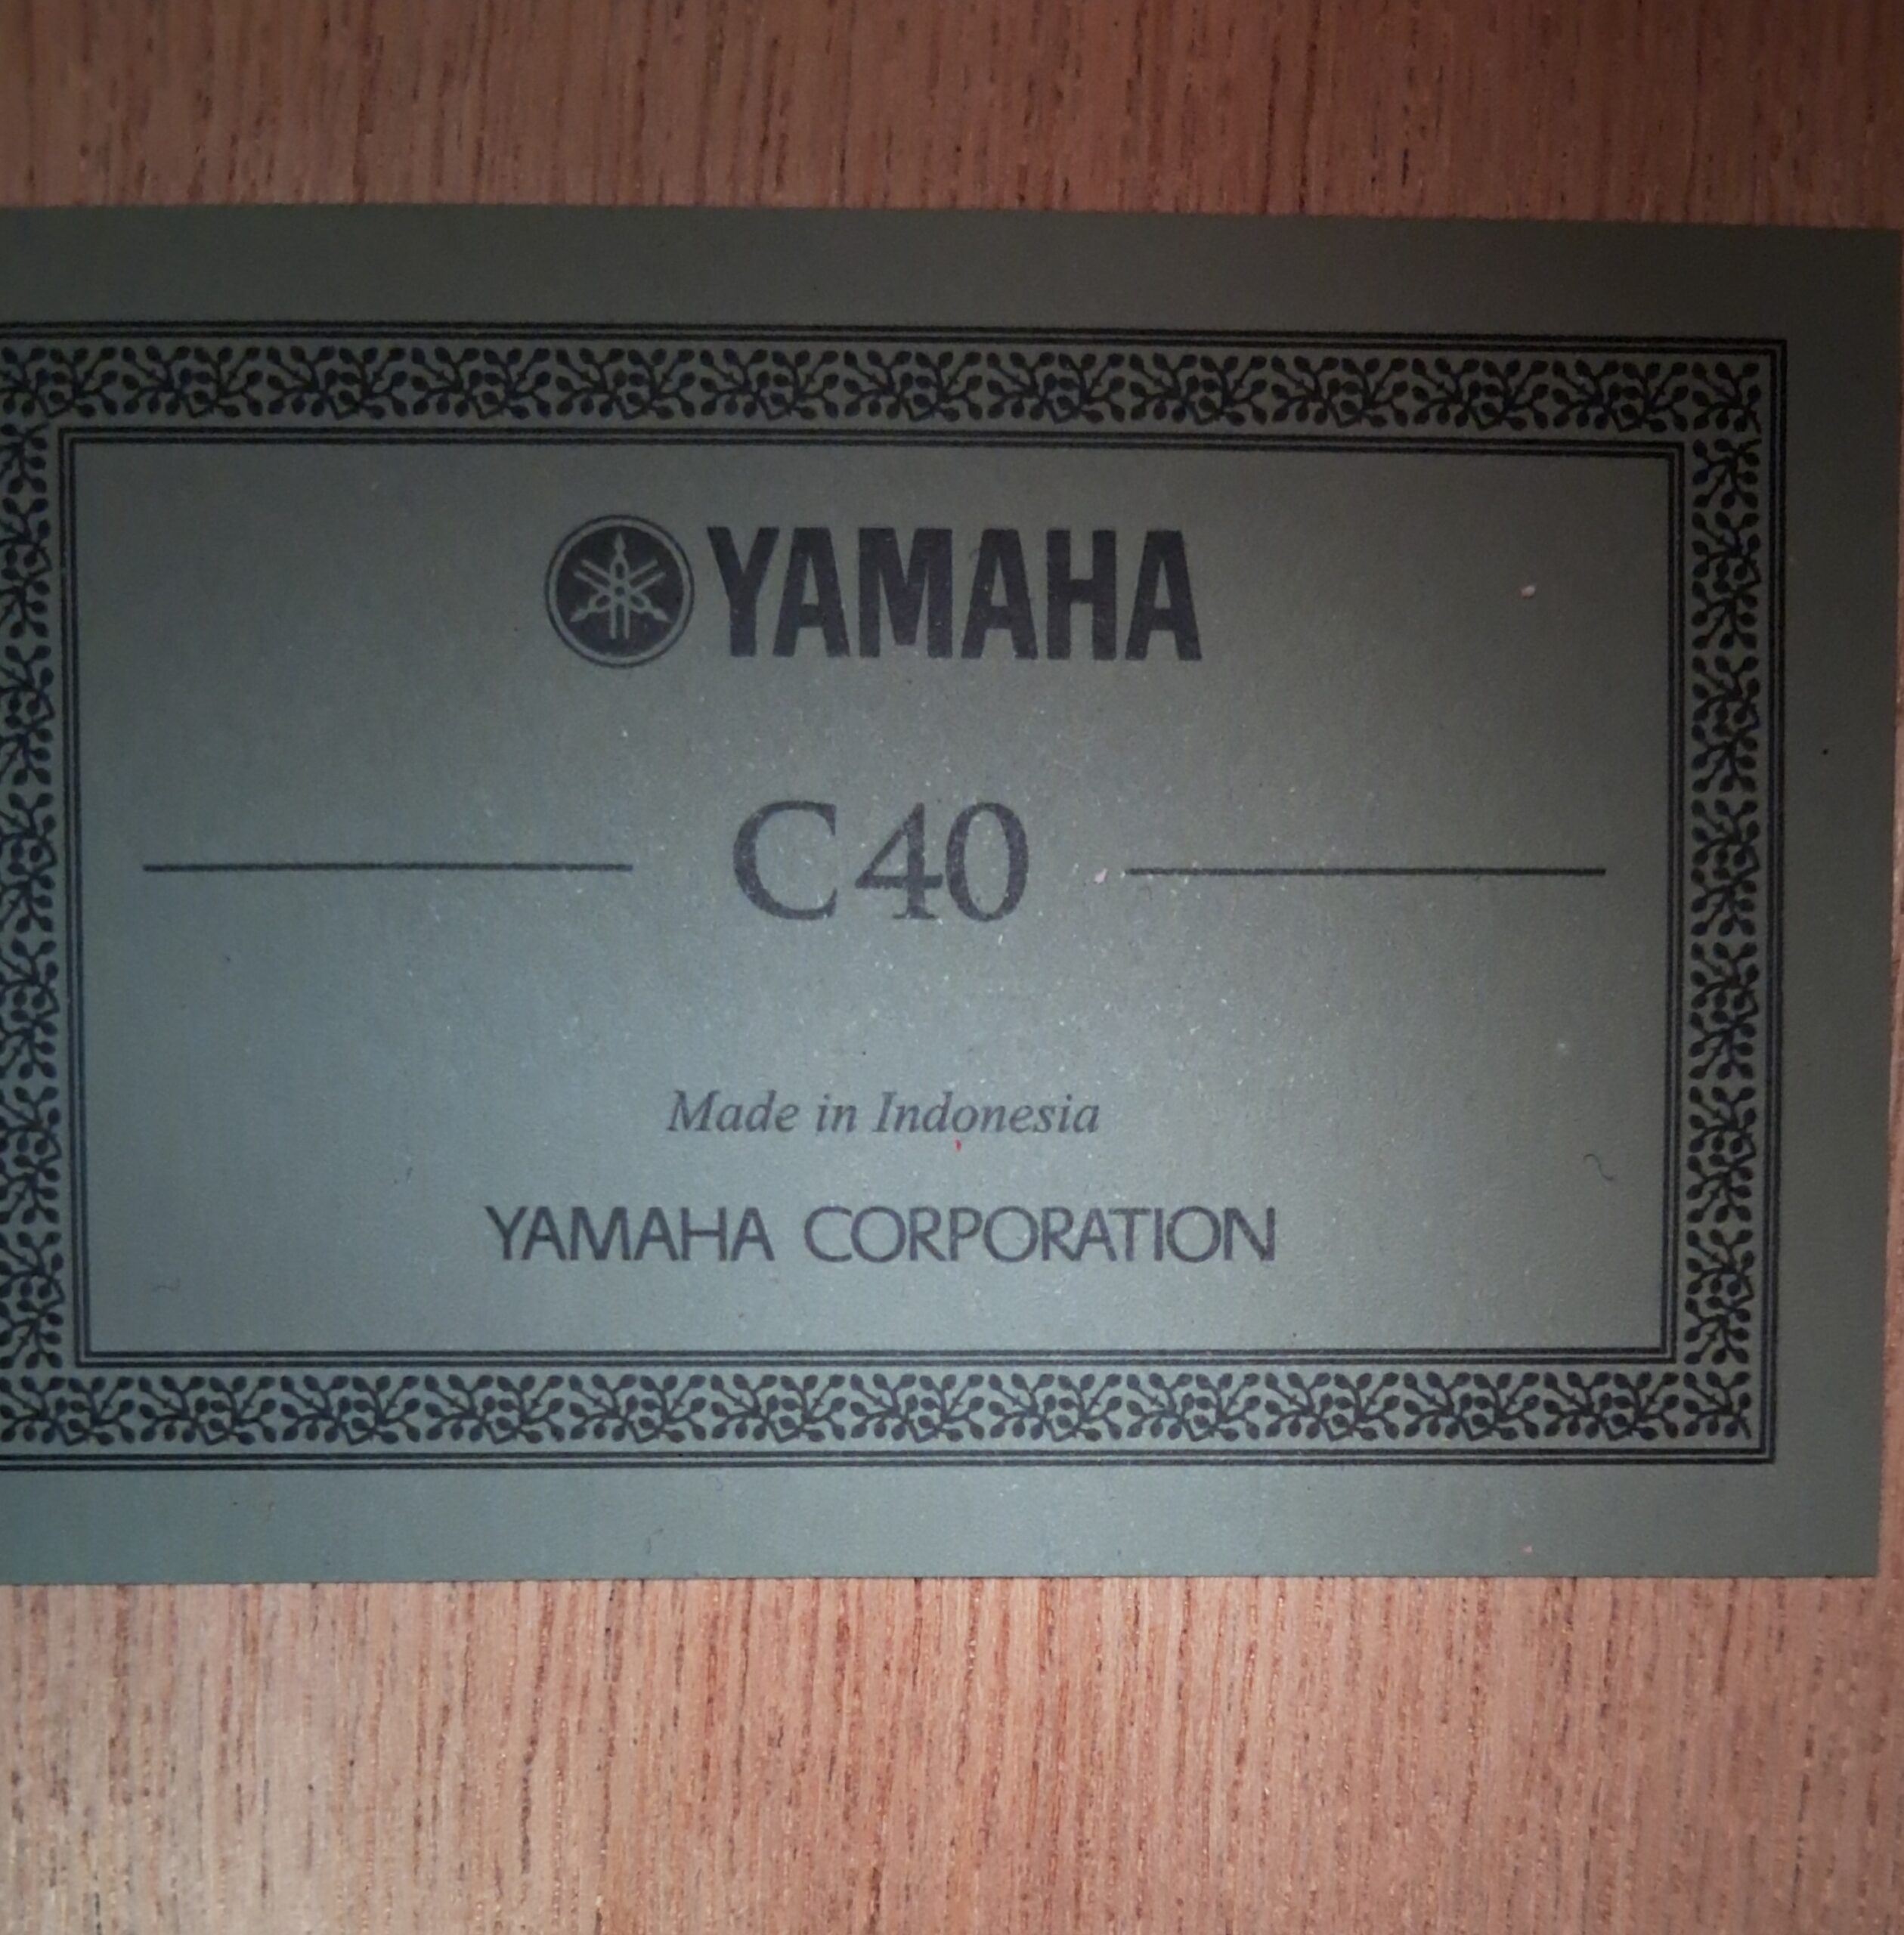 YAMAHA
C40
Made in Indonesia
YAMAHA CORPORATION